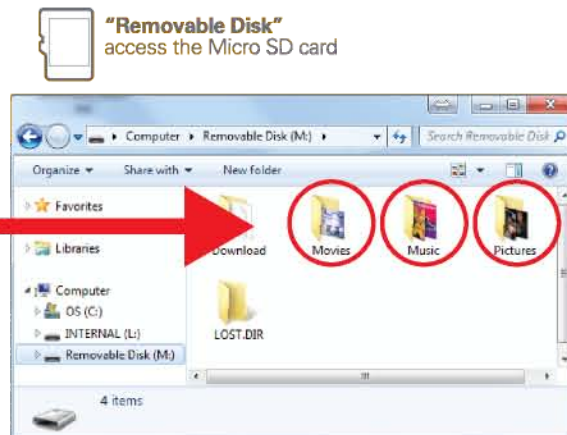 “Removable Disk”
access the Micro SD card
Computer ▸ Removable Disk (M:) ▸
Search Removable Disk
Organize ▾ Share with ▾ New folder
Favorites
Libraries
Computer
OS (C:)
INTERNAL (L:)
Removable Disk (M:)
Download
Movies
Music
Pictures
LOST.DIR
4 items